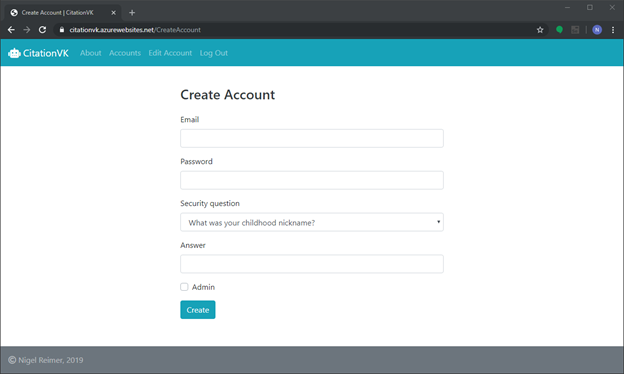 Create Account | CitationVK
citationvk.azurewebsites.net/CreateAccount
N
CitationVK About Accounts Edit Account Log Out
Create Account
Email
Password
Security question
What was your childhood nickname?
Answer
Admin
Create
© Nigel Reimer, 2019